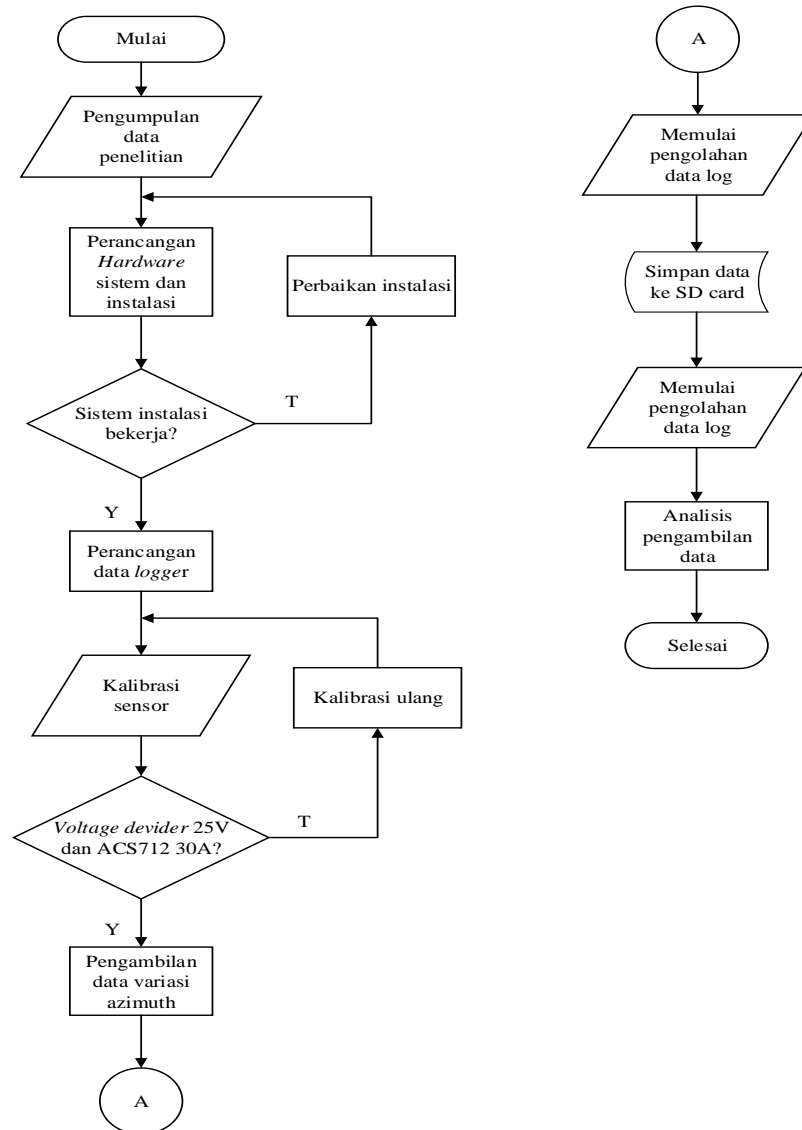 Mulai
Pengumpulan
data
penelitian
Perancangan
Hardware
sistem dan
instalasi
Perbaikan instalasi
Sistem instalasi
bekerja?
T
Y
Perancangan
data logger
Kalibrasi
sensor
Kalibrasi ulang
Voltage devider 25V
dan ACS712 30A?
T
Y
Pengambilan
data variasi
azimuth
A
A
Memulai
pengolahan
data log
Simpan data
ke SD card
Memulai
pengolahan
data log
Analisis
pengambilan
data
Selesai